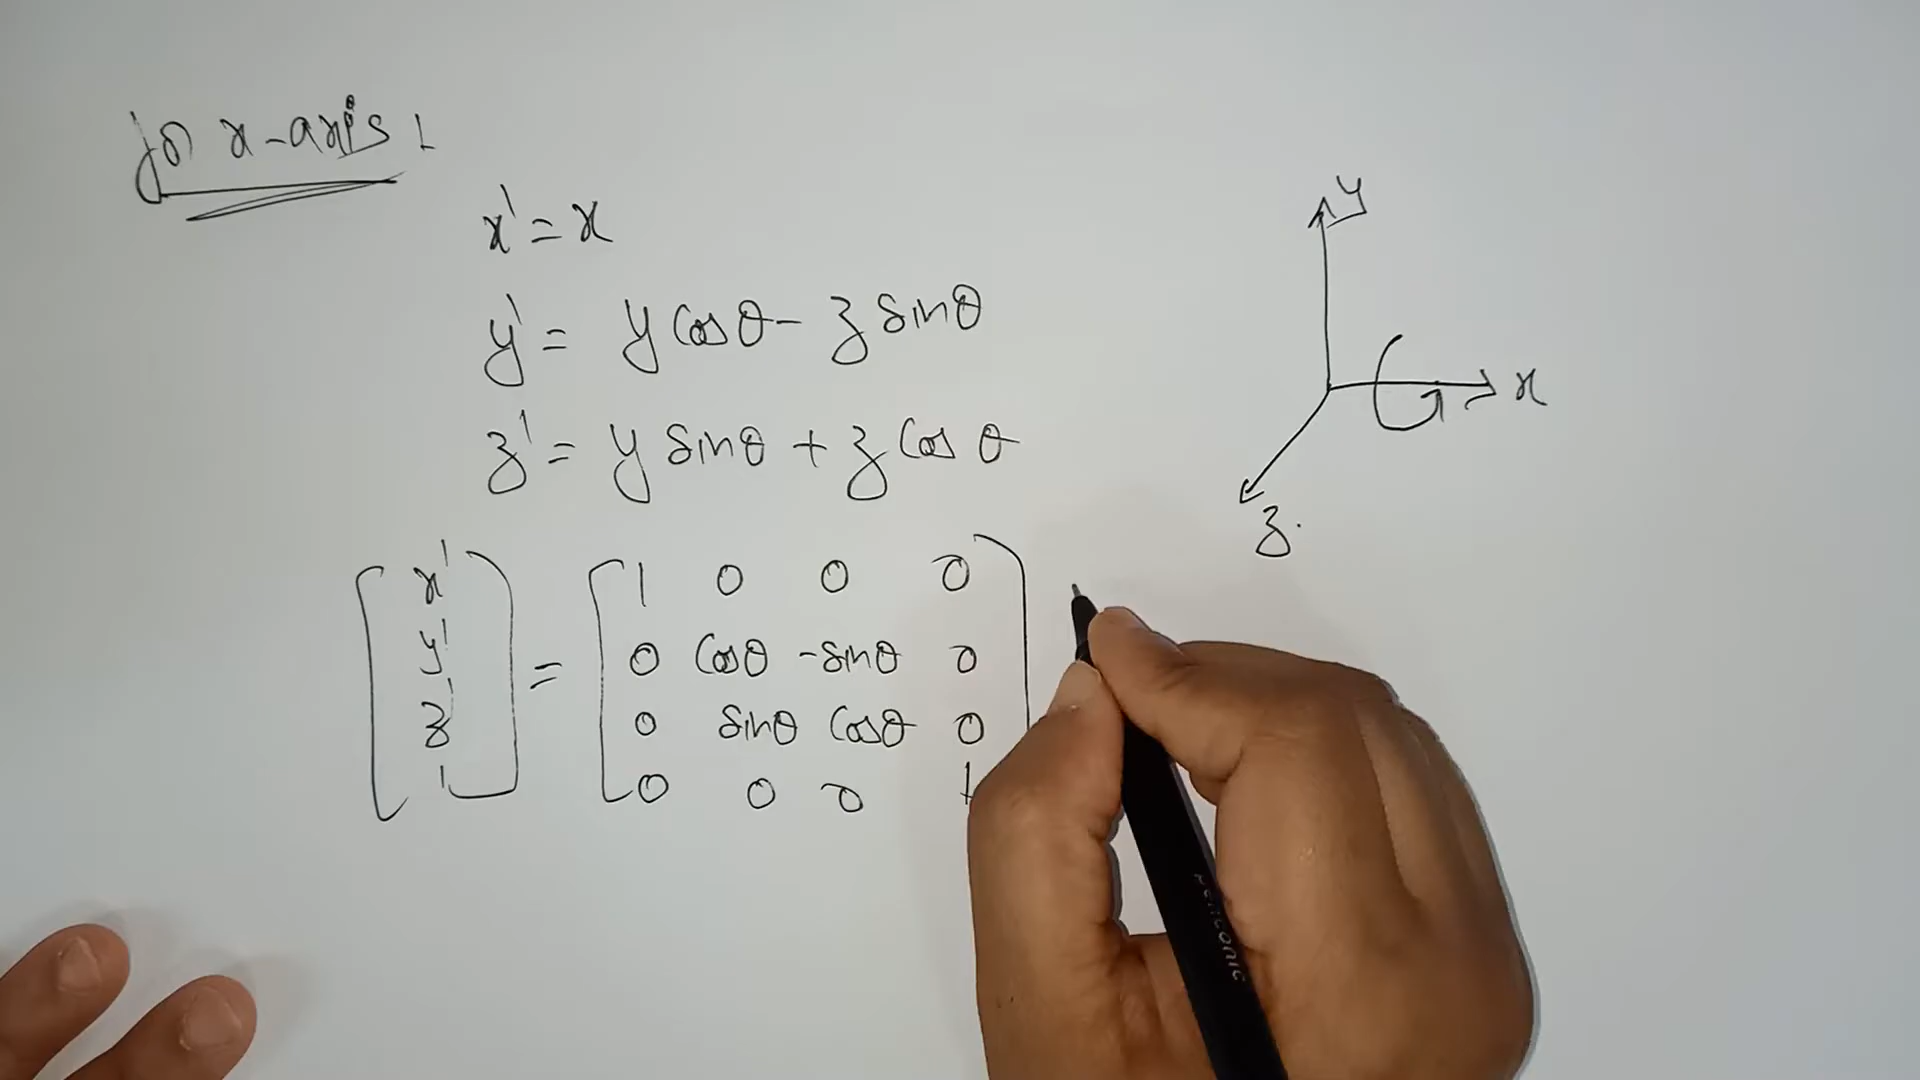 for x-axis :
x' = x
y' = y cosθ - z sinθ
z' = y sinθ + z cosθ
x' = 1 0 0 0
y' 0 cosθ -sinθ 0
z' 0 sinθ cosθ 0
1 0 0 0 1
y
x
z
PENTONIC